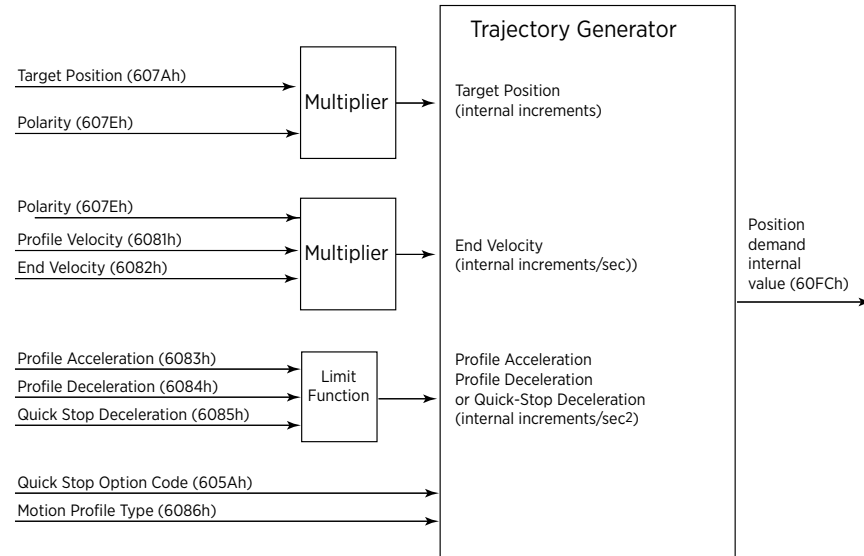 Trajectory Generator
Target Position (607Ah)
Polarity (607Eh)
Multiplier
Target Position
(internal increments)
Polarity (607Eh)
Profile Velocity (6081h)
End Velocity (6082h)
Multiplier
End Velocity
(internal increments/sec))
Position
demand
internal
value (60FCh)
Profile Acceleration (6083h)
Profile Deceleration (6084h)
Quick Stop Deceleration (6085h)
Limit
Function
Profile Acceleration
Profile Deceleration
or Quick-Stop Deceleration
(internal increments/sec2)
Quick Stop Option Code (605Ah)
Motion Profile Type (6086h)